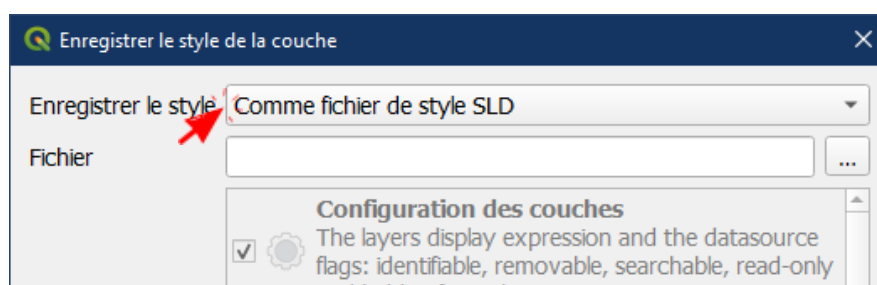 Enregistrer le style de la couche
Enregistrer le style Comme fichier de style SLD
Fichier ...
Configuration des couches
The layers display expression and the datasource
flags: identifiable, removable, searchable, read-only